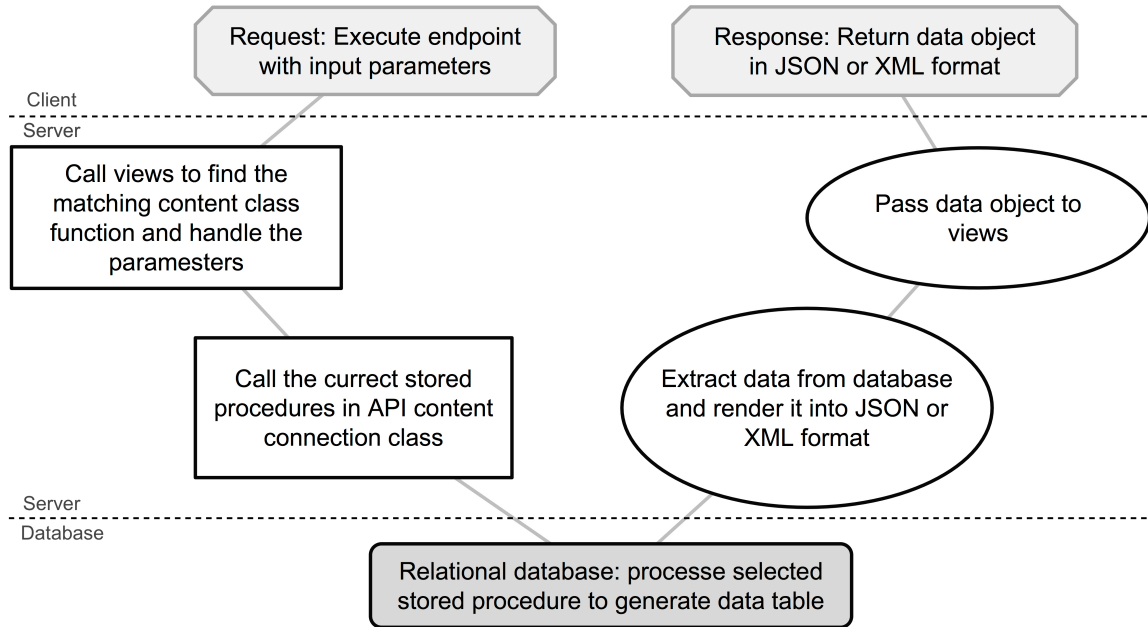 Request: Execute endpoint
with input parameters
Response: Return data object
in JSON or XML format
Client
Server
Call views to find the
matching content class
function and handle the
paramesters
Pass data object to
views
Call the currect stored
procedures in API content
connection class
Extract data from database
and render it into JSON or
XML format
Server
Database
Relational database: processe selected
stored procedure to generate data table